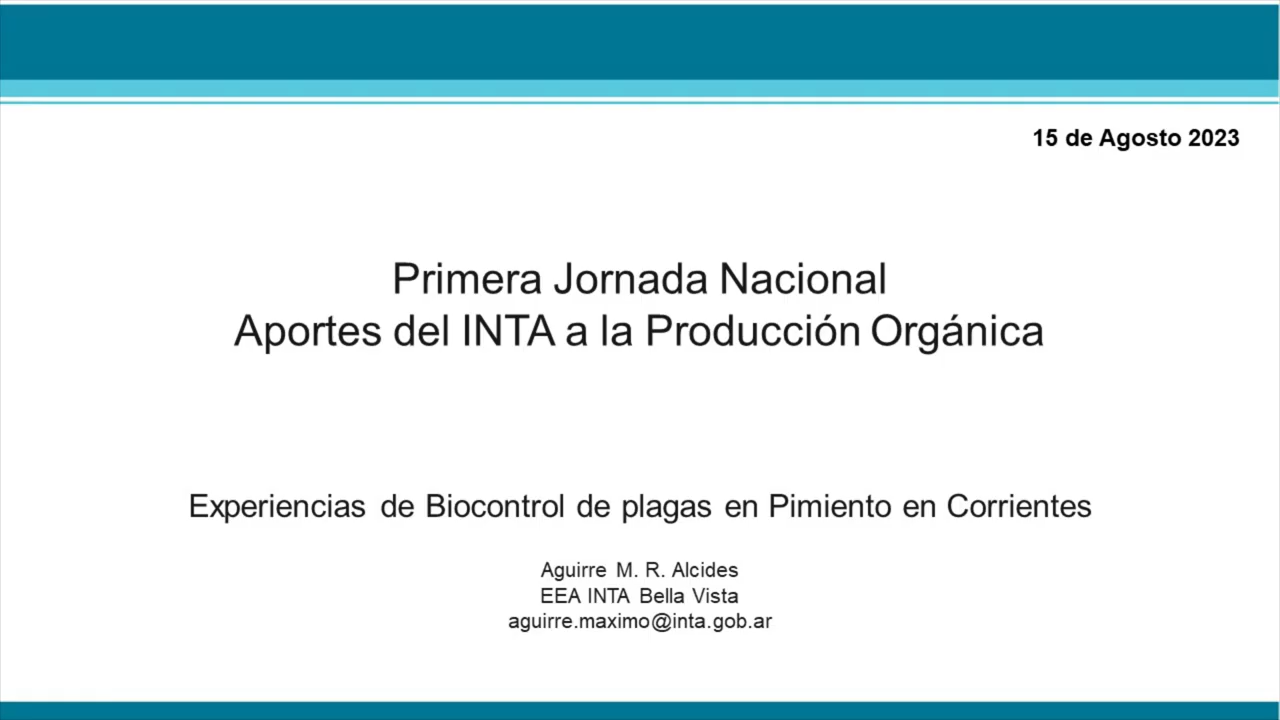 15 de Agosto 2023
Primera Jornada Nacional
Aportes del INTA a la Producción Orgánica
Experiencias de Biocontrol de plagas en Pimiento en Corrientes
Aguirre M. R. Alcides
EEA INTA Bella Vista
aguirre.maximo@inta.gob.ar